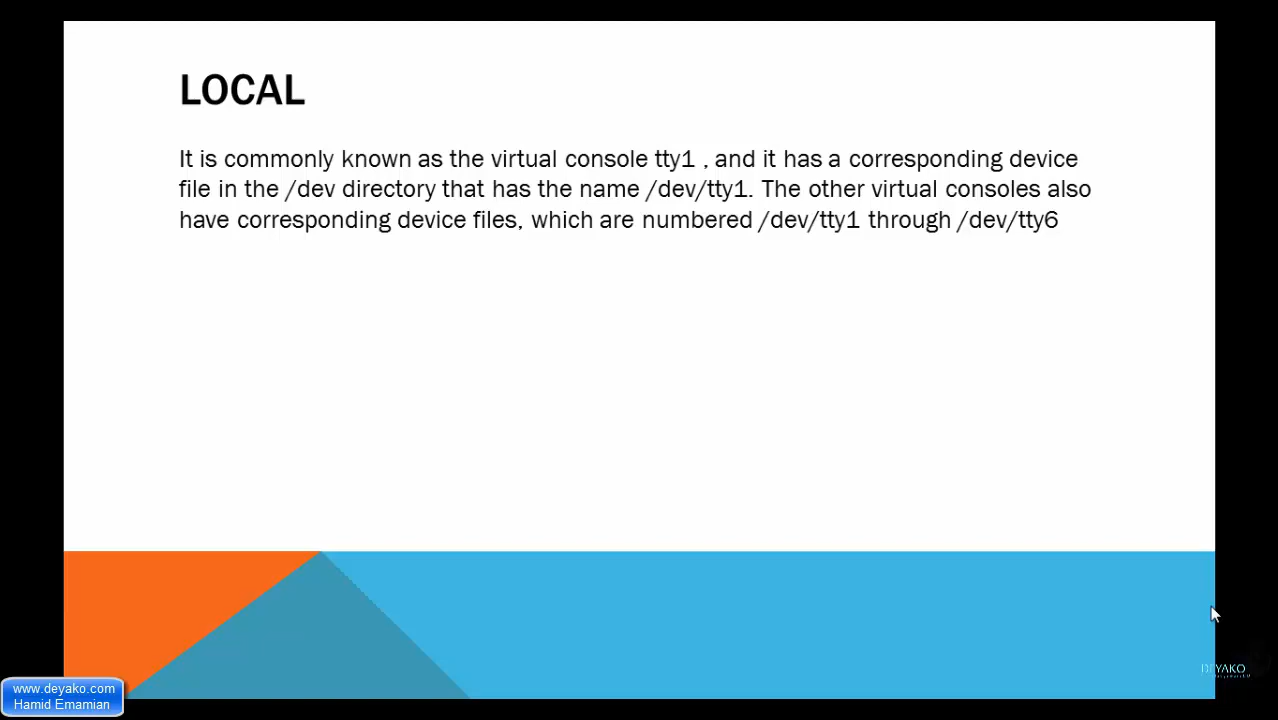 LOCAL
It is commonly known as the virtual console tty1 , and it has a corresponding device
file in the /dev directory that has the name /dev/tty1. The other virtual consoles also
have corresponding device files, which are numbered /dev/tty1 through /dev/tty6
DEYAKO
www.deyako.com
Hamid Emamian